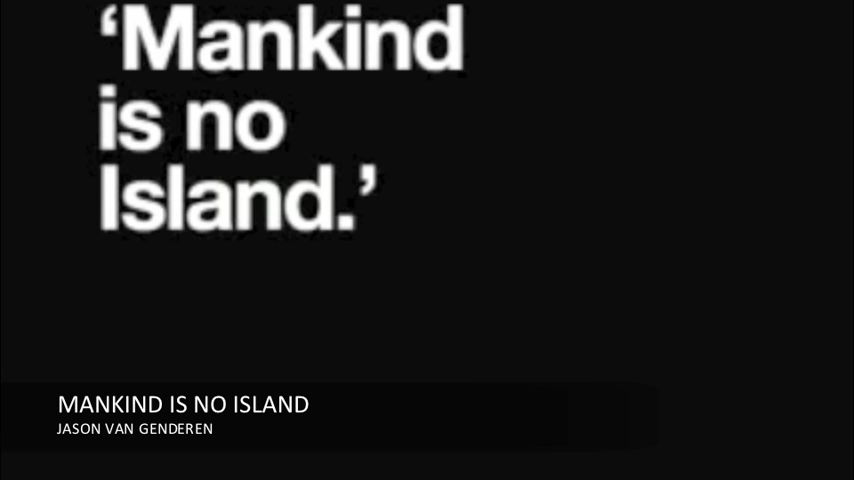 ‘Mankind
is no
Island.’
MANKIND IS NO ISLAND
JASON VAN GENDEREN